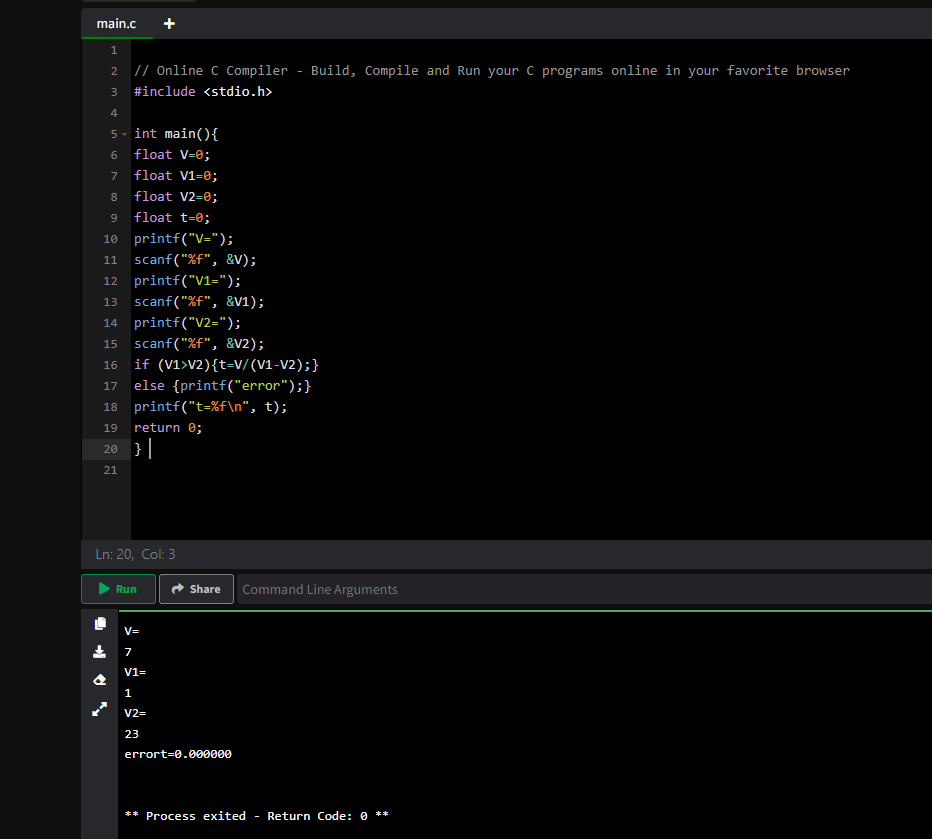 main.c +
1
2 // Online C Compiler - Build, Compile and Run your C programs online in your favorite browser
3 #include <stdio.h>
4
5 int main(){
6 float V=0;
7 float V1=0;
8 float V2=0;
9 float t=0;
10 printf("V=");
11 scanf("%f", &V);
12 printf("V1=");
13 scanf("%f", &V1);
14 printf("V2=");
15 scanf("%f", &V2);
16 if (V1>V2){t=V/(V1-V2);}
17 else {printf("error");}
18 printf("t=%f\n", t);
19 return 0;
20 }
21
Ln: 20, Col: 3
Run Share Command Line Arguments
V=
7
V1=
1
V2=
23
errort=0.000000
** Process exited - Return Code: 0 **